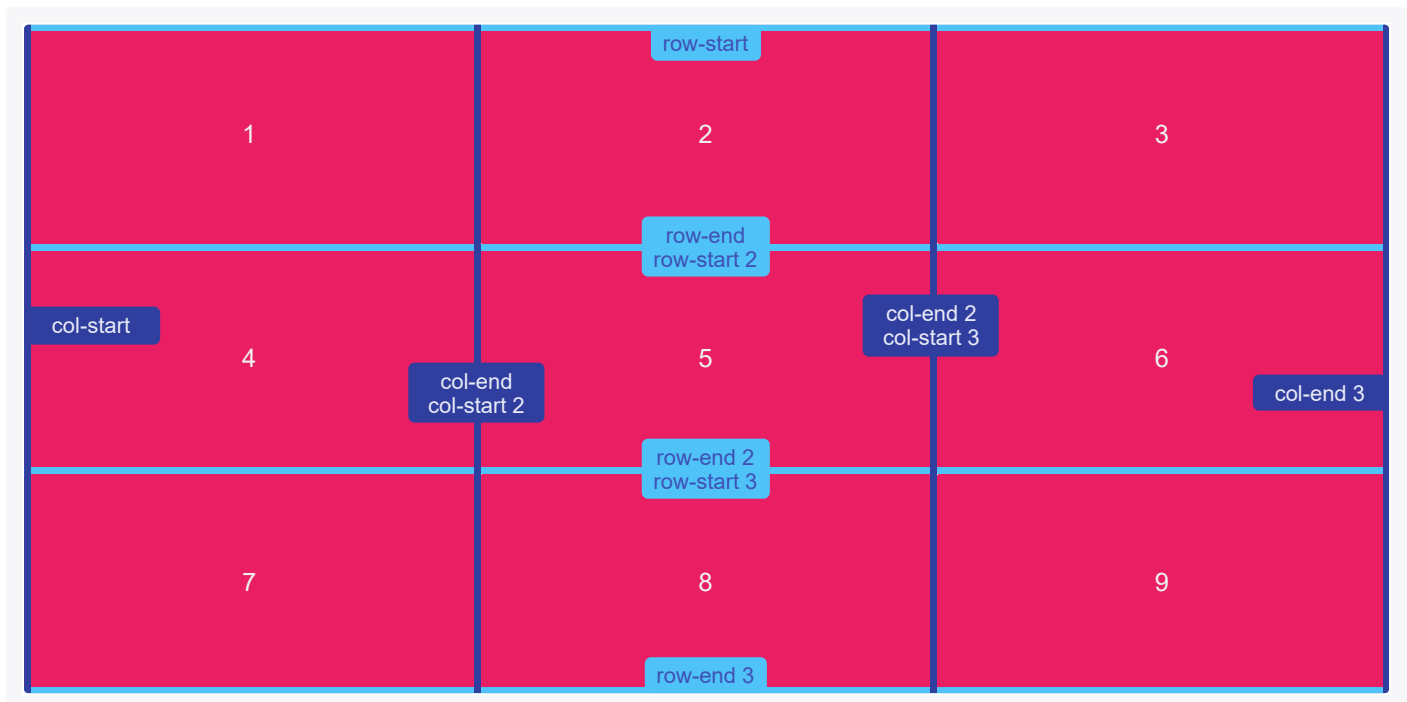 row-start
1
2
3
row-end
row-start 2
col-start
4
col-end
col-start 2
5
col-end 2
col-start 3
6
col-end 3
row-end 2
row-start 3
7
8
9
row-end 3